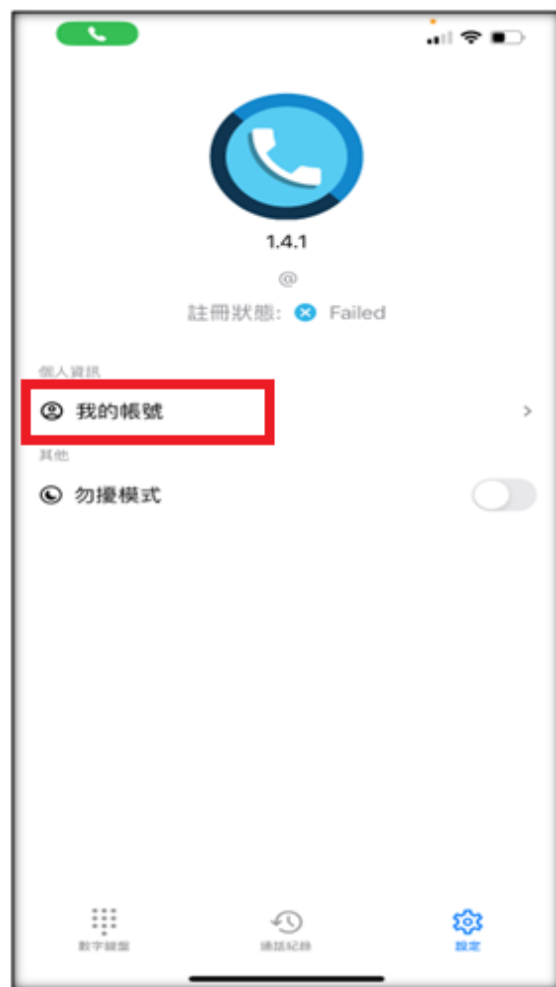 1.4.1
@
註冊狀態: Failed
個人資訊
我的帳號
其他
勿擾模式
數字鍵盤
通話紀錄
設定